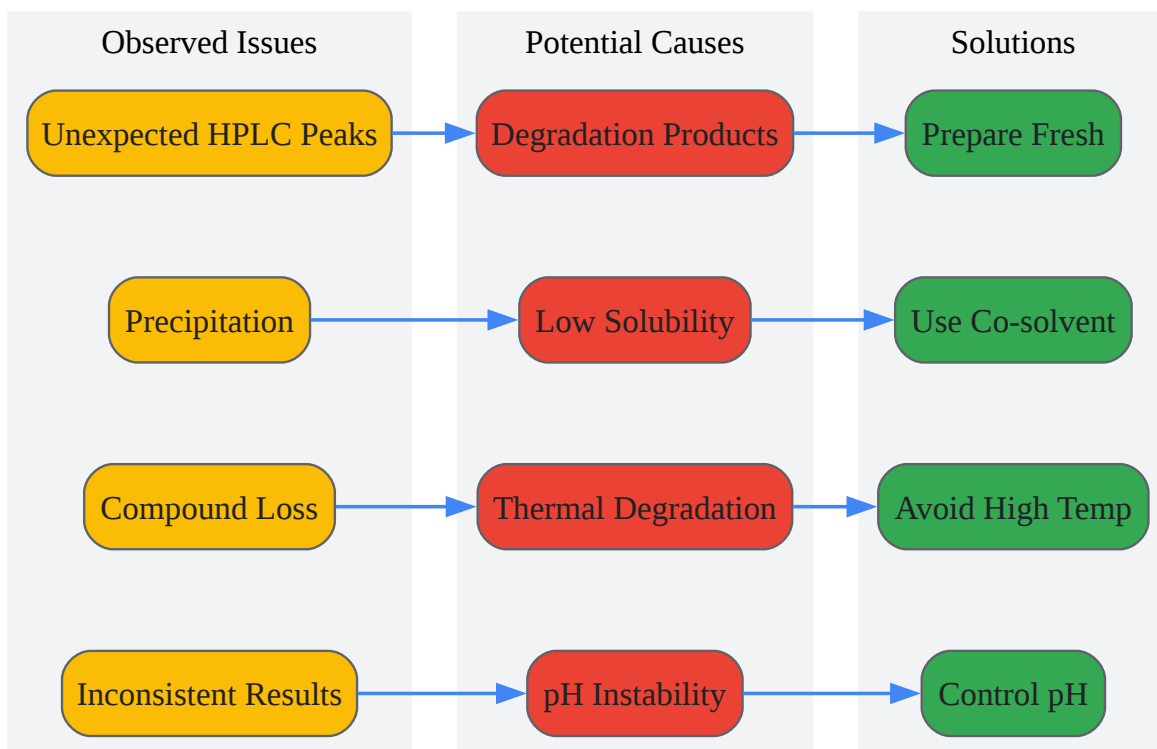 Observed Issues
Potential Causes
Solutions
Unexpected HPLC Peaks
Degradation Products
Prepare Fresh
Precipitation
Low Solubility
Use Co-solvent
Compound Loss
Thermal Degradation
Avoid High Temp
Inconsistent Results
pH Instability
Control pH